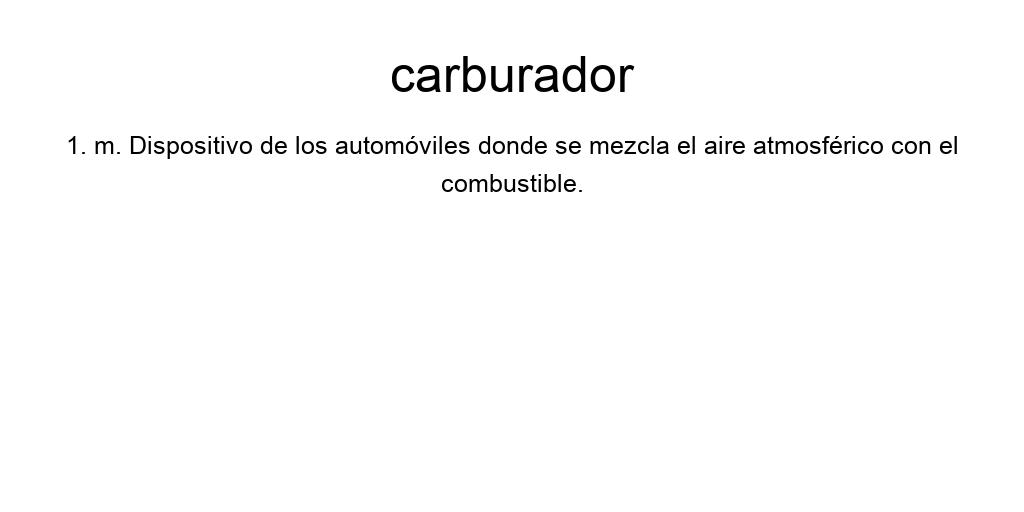 carburador
1. m. Dispositivo de los automóviles donde se mezcla el aire atmosférico con el
combustible.